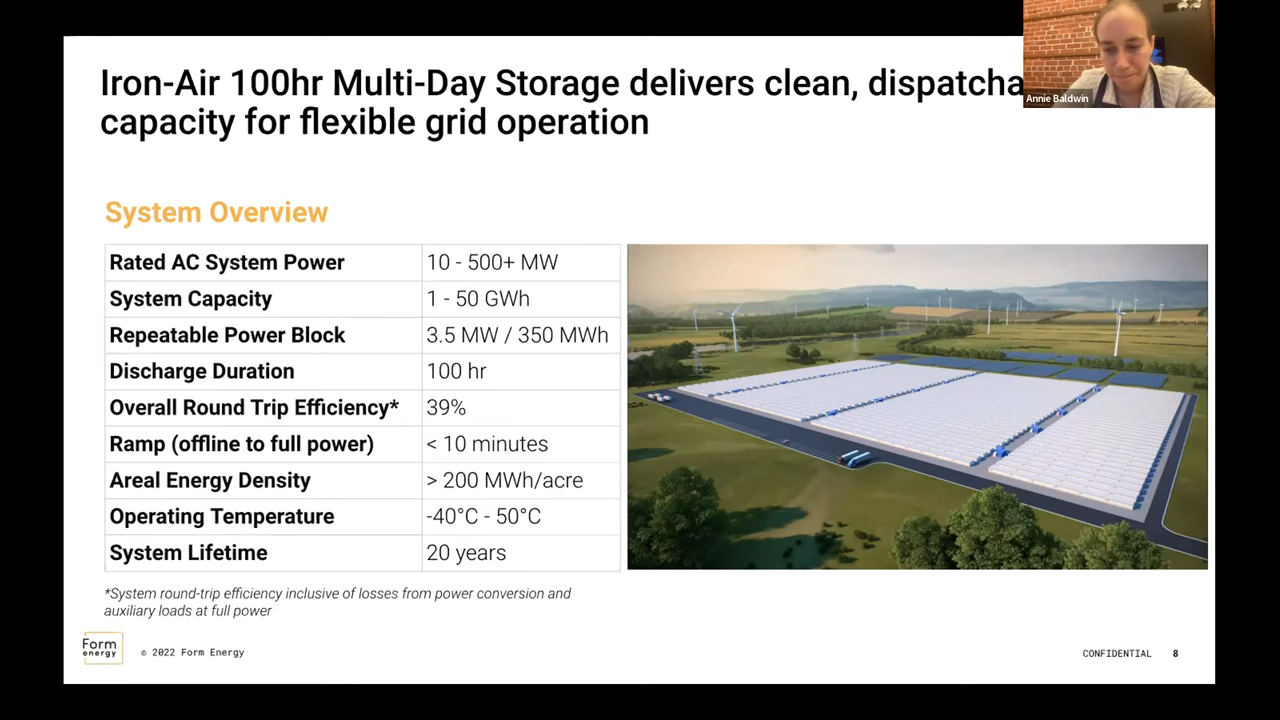 Iron-Air 100hr Multi-Day Storage delivers clean,
capacity for flexible grid operation
Annie Baldwin
System Overview
Rated AC System Power 10 - 500+ MW
System Capacity 1 - 50 GWh
Repeatable Power Block 3.5 MW / 350 MWh
Discharge Duration 100 hr
Overall Round Trip Efficiency* 39%
Ramp (offline to full power) < 10 minutes
Areal Energy Density > 200 MWh/acre
Operating Temperature -40°C - 50°C
System Lifetime 20 years
*System round-trip efficiency inclusive of losses from power conversion and
auxiliary loads at full power
Form
energy
© 2022 Form Energy
CONFIDENTIAL 8